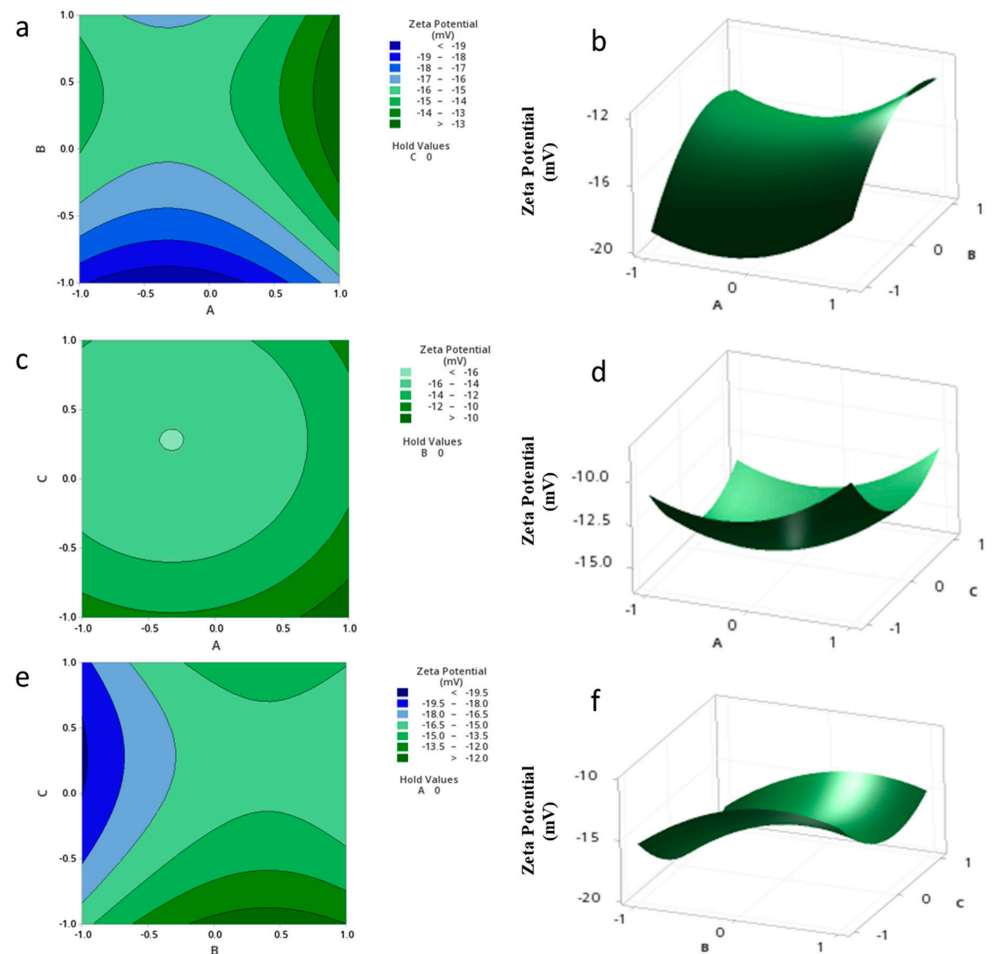 a
Zeta Potential
(mV)
< -19
-19 – -18
-18 – -17
-17 – -16
-16 – -15
-15 – -14
-14 – -13
> -13
Hold Values
C 0
1.0
0.5
0.0
-0.5
-1.0
B
-1.0 -0.5 0.0 0.5 1.0
A
b
Zeta Potential
(mV)
-12
-16
-20
-1 0 1
A
-1 0 1
B
c
Zeta Potential
(mV)
< -16
-16 – -14
-14 – -12
-12 – -10
> -10
Hold Values
B 0
1.0
0.5
0.0
-0.5
-1.0
C
-1.0 -0.5 0.0 0.5 1.0
A
d
Zeta Potential
(mV)
-10.0
-12.5
-15.0
-1 0 1
A
-1 0 1
C
e
Zeta Potential
(mV)
< -19.5
-19.5 – -18.0
-18.0 – -16.5
-16.5 – -15.0
-15.0 – -13.5
-13.5 – -12.0
> -12.0
Hold Values
A 0
1.0
0.5
0.0
-0.5
-1.0
C
-1.0 -0.5 0.0 0.5 1.0
B
f
Zeta Potential
(mV)
-10
-15
-20
-1 0 1
B
-1 0 1
C